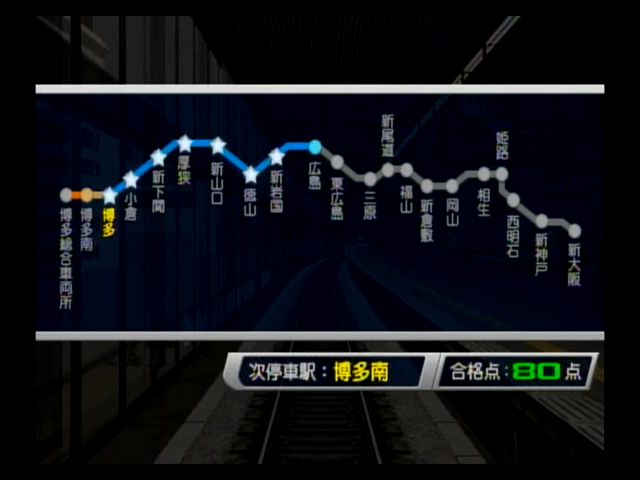 博多総合車両所
博多南
博多
小倉
新下関
厚狭
新山口
徳山
新岩国
広島
東広島
三原
新尾道
福山
新倉敷
岡山
相生
姫路
西明石
新神戸
新大阪
次停車駅：博多南
合格点：80点